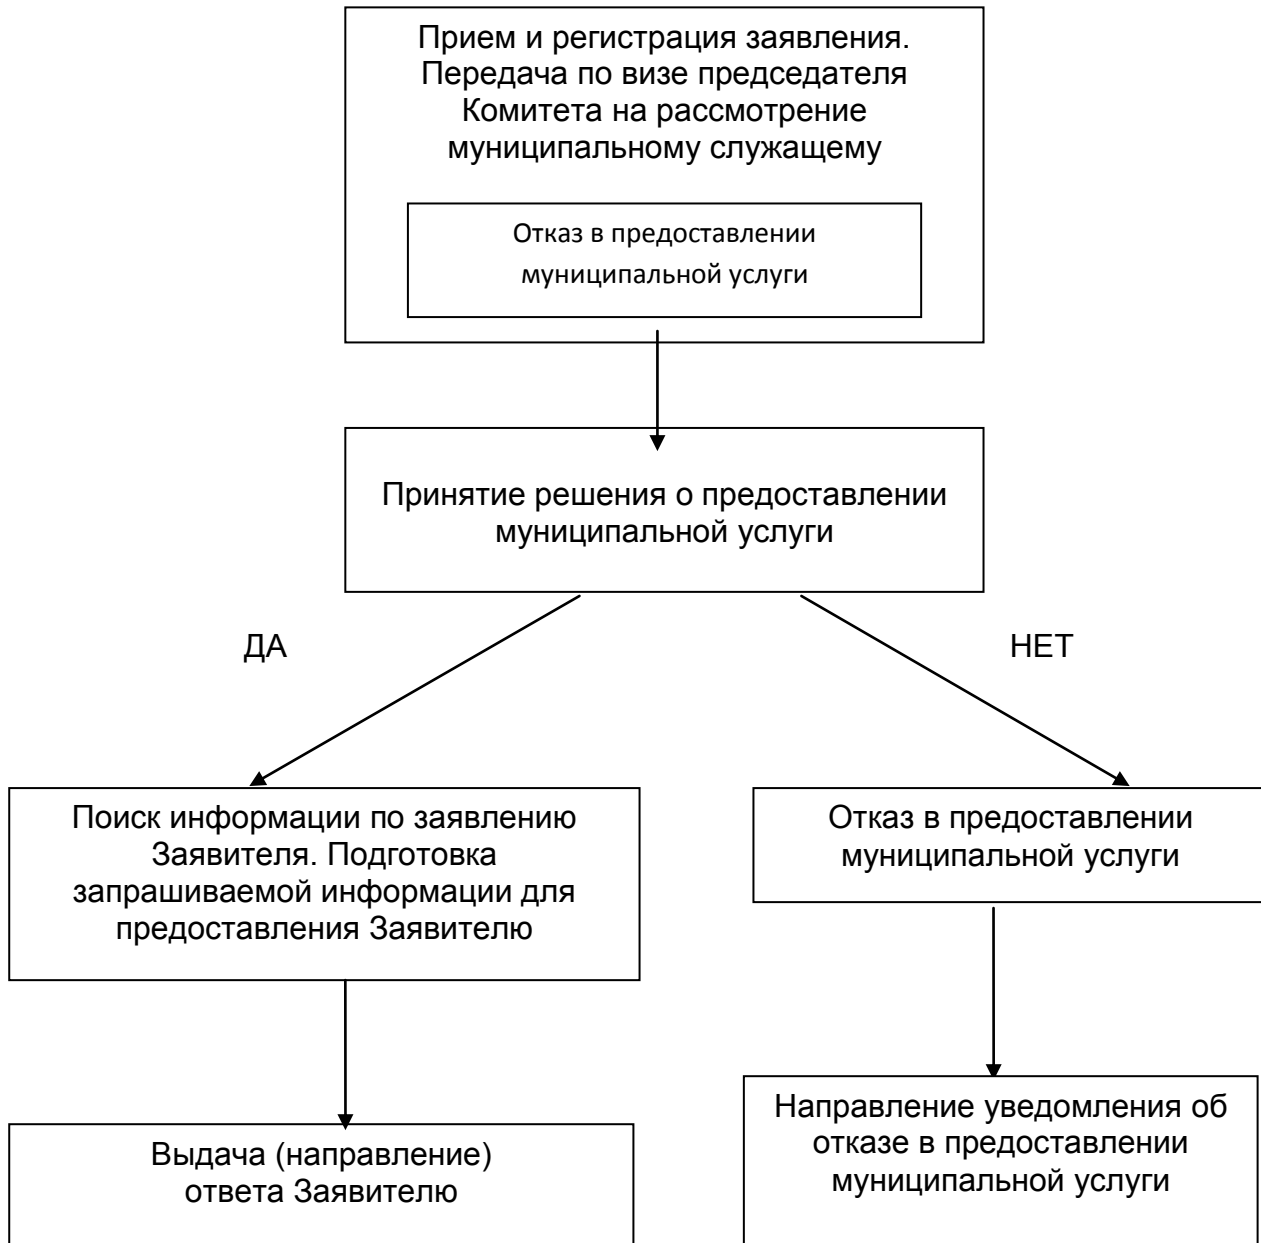 Прием и регистрация заявления.
Передача по визе председателя
Комитета на рассмотрение
муниципальному служащему
Отказ в предоставлении
муниципальной услуги
Принятие решения о предоставлении
муниципальной услуги
ДА
НЕТ
Поиск информации по заявлению
Заявителя. Подготовка
запрашиваемой информации для
предоставления Заявителю
Отказ в предоставлении
муниципальной услуги
Выдача (направление)
ответа Заявителю
Направление уведомления об
отказе в предоставлении
муниципальной услуги